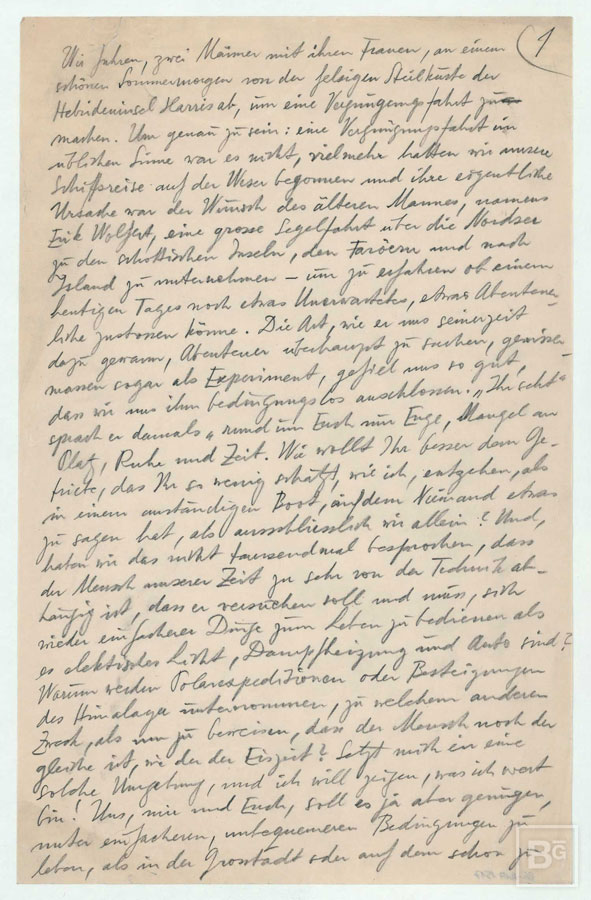 1
Wir fuhren, zwei Männer mit ihren Frauen, an einem
schönen Sommermorgen von der felsigen Steilküste der
Hebrideninsel Harris ab, um eine Vergnügungsfahrt zu
machen. Um genau zu sein: eine Vergnügungsfahrt im
üblichen Sinne war es nicht, vielmehr hatten wir unsere
Schiffsreise auf der Weser begonnen und ihre eigentliche
Ursache war der Wunsch des älteren Mannes, namens
Erik Wolfert, eine grosse Segelfahrt über die Nordsee
zu den schottischen Inseln, den Faröern und nach
Island zu unternehmen – um zu erfahren ob einem
heutigen Tages noch etwas Unerwartetes, etwas Abenteuer-
liche zustossen könne. Die Art, wie er uns seinerzeit
dazu gewann, Abenteuer überhaupt zu suchen, gewisser-
massen sogar als Experiment, gefiel uns so gut,
dass wir uns ihm bedingungslos anschlossen. „Ihr seht“
sprach er damals „rund um Euch nur Enge, Mangel an
Platz, Ruhe und Zeit. Wie wollt Ihr besser dem Ge-
triebe, das Ihr so wenig schätzt, wie ich, entgehen, als
in einem anständigen Boot, auf dem Niemand etwas
zu sagen hat, als ausschliesslich wir allein? Und,
haben wir das nicht tausendmal besprochen, dass
der Mensch unserer Zeit zu sehr von der Technik ab-
hängig ist, dass er versuchen soll und muss, sich
wieder einfacherer Dinge zum Leben zu bedienen als
es elektrisches Licht, Dampfheizung und Auto sind?
Warum werden Polarexpeditionen oder Besteigungen
des Himalaya unternommen, zu welchem anderen
Zweck, als um zu beweisen, dass der Mensch noch der
gleiche ist, wie der der Eiszeit? Setzt mich in eine
solche Umgebung, und ich will zeigen, was ich wert
bin! Uns, mir und Euch, soll es ja aber genügen,
unter einfacheren, unbequemeren Bedingungen zu
leben, als in der Grosstadt oder auf dem schon zu
BG